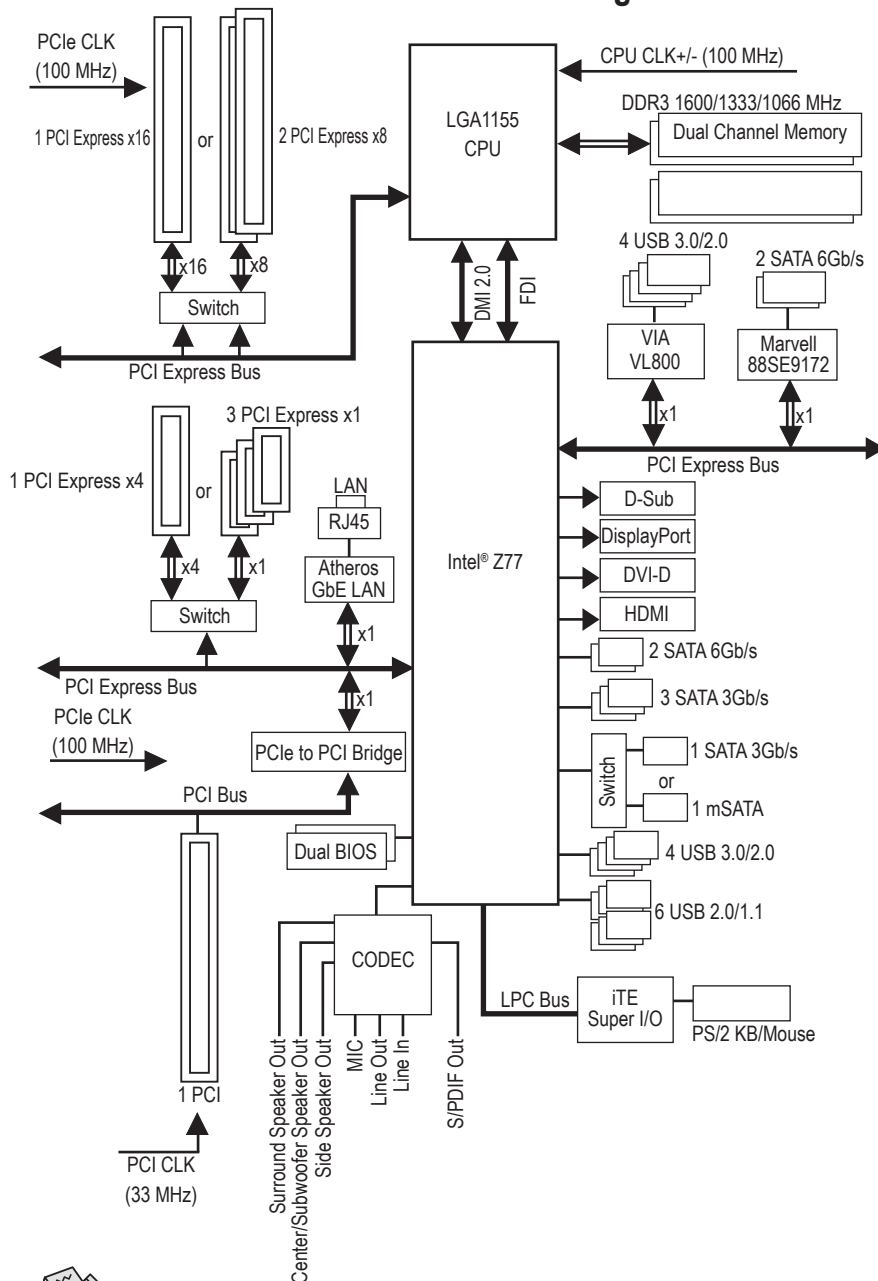 PCIe CLK
(100 MHz)
1 PCI Express x16
or
2 PCI Express x8
x16
x8
Switch
PCI Express Bus
LGA1155
CPU
CPU CLK+/- (100 MHz)
DDR3 1600/1333/1066 MHz
Dual Channel Memory
DMI 2.0
FDI
4 USB 3.0/2.0
2 SATA 6Gb/s
VIA
VL800
Marvell
88SE9172
x1
x1
PCI Express Bus
3 PCI Express x1
1 PCI Express x4
or
x4
x1
Switch
LAN
RJ45
Atheros
GbE LAN
x1
PCI Express Bus
x1
PCIe CLK
(100 MHz)
PCIe to PCI Bridge
PCI Bus
Intel® Z77
D-Sub
DisplayPort
DVI-D
HDMI
2 SATA 6Gb/s
3 SATA 3Gb/s
Switch
1 SATA 3Gb/s
or
1 mSATA
4 USB 3.0/2.0
6 USB 2.0/1.1
Dual BIOS
CODEC
LPC Bus
iTE
Super I/O
PS/2 KB/Mouse
Surround Speaker Out
Center/Subwoofer Speaker Out
Side Speaker Out
MIC
Line Out
Line In
S/PDIF Out
1 PCI
PCI CLK
(33 MHz)